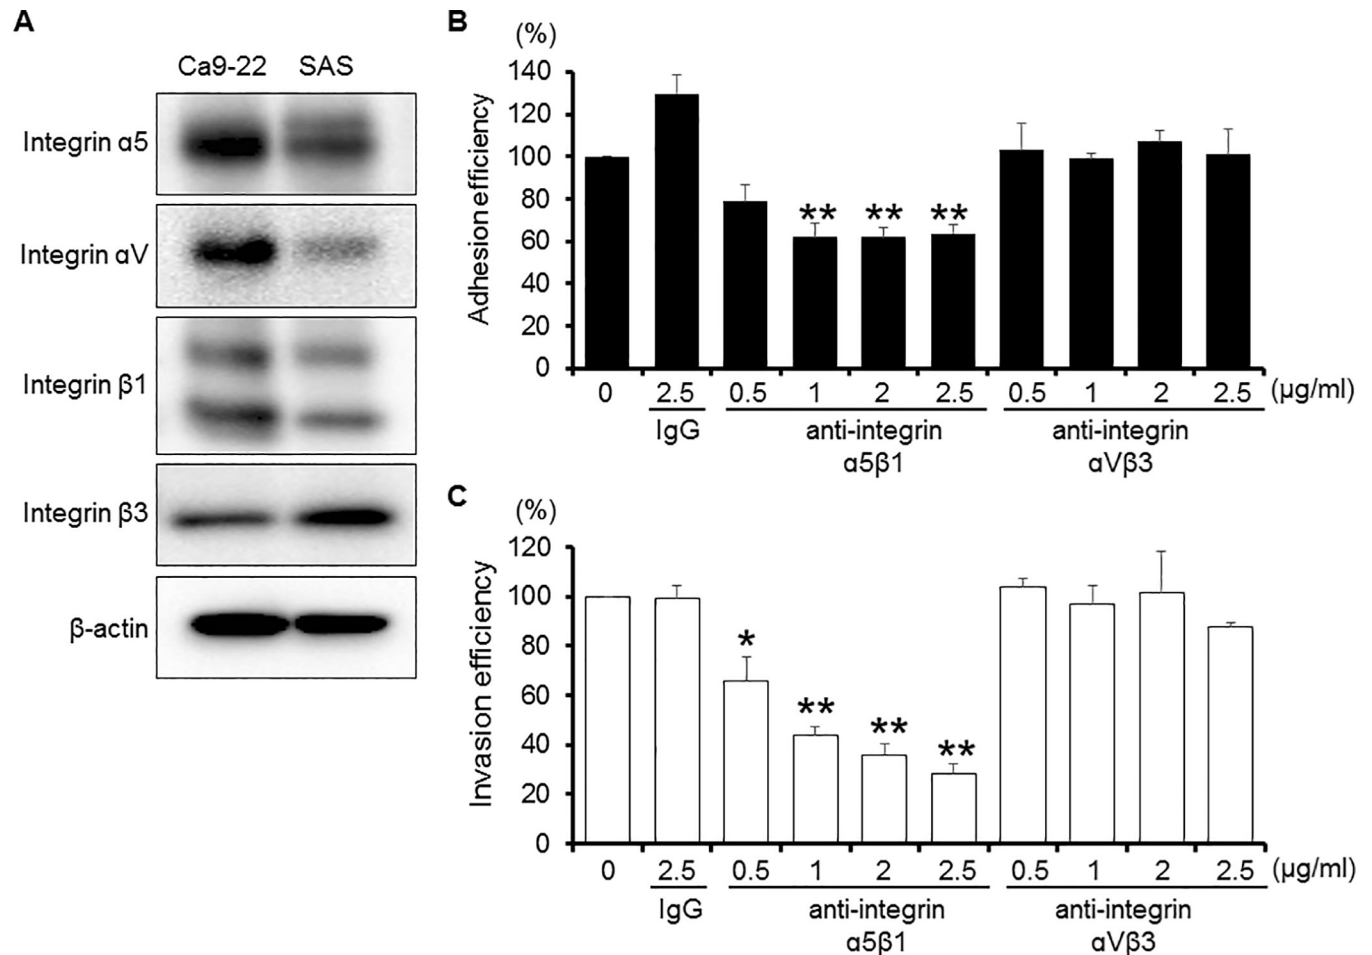 A
Ca9-22 SAS
Integrin α5
Integrin αV
Integrin β1
Integrin β3
β-actin
B
(%)
Adhesion efficiency
140
120
100
80
60
40
20
0
** ** **
0 2.5 0.5 1 2 2.5 0.5 1 2 2.5 (µg/ml)
IgG anti-integrin anti-integrin
α5β1 αVβ3
C
(%)
Invasion efficiency
120
100
80
60
40
20
0
* ** ** **
0 2.5 0.5 1 2 2.5 0.5 1 2 2.5 (µg/ml)
IgG anti-integrin anti-integrin
α5β1 αVβ3